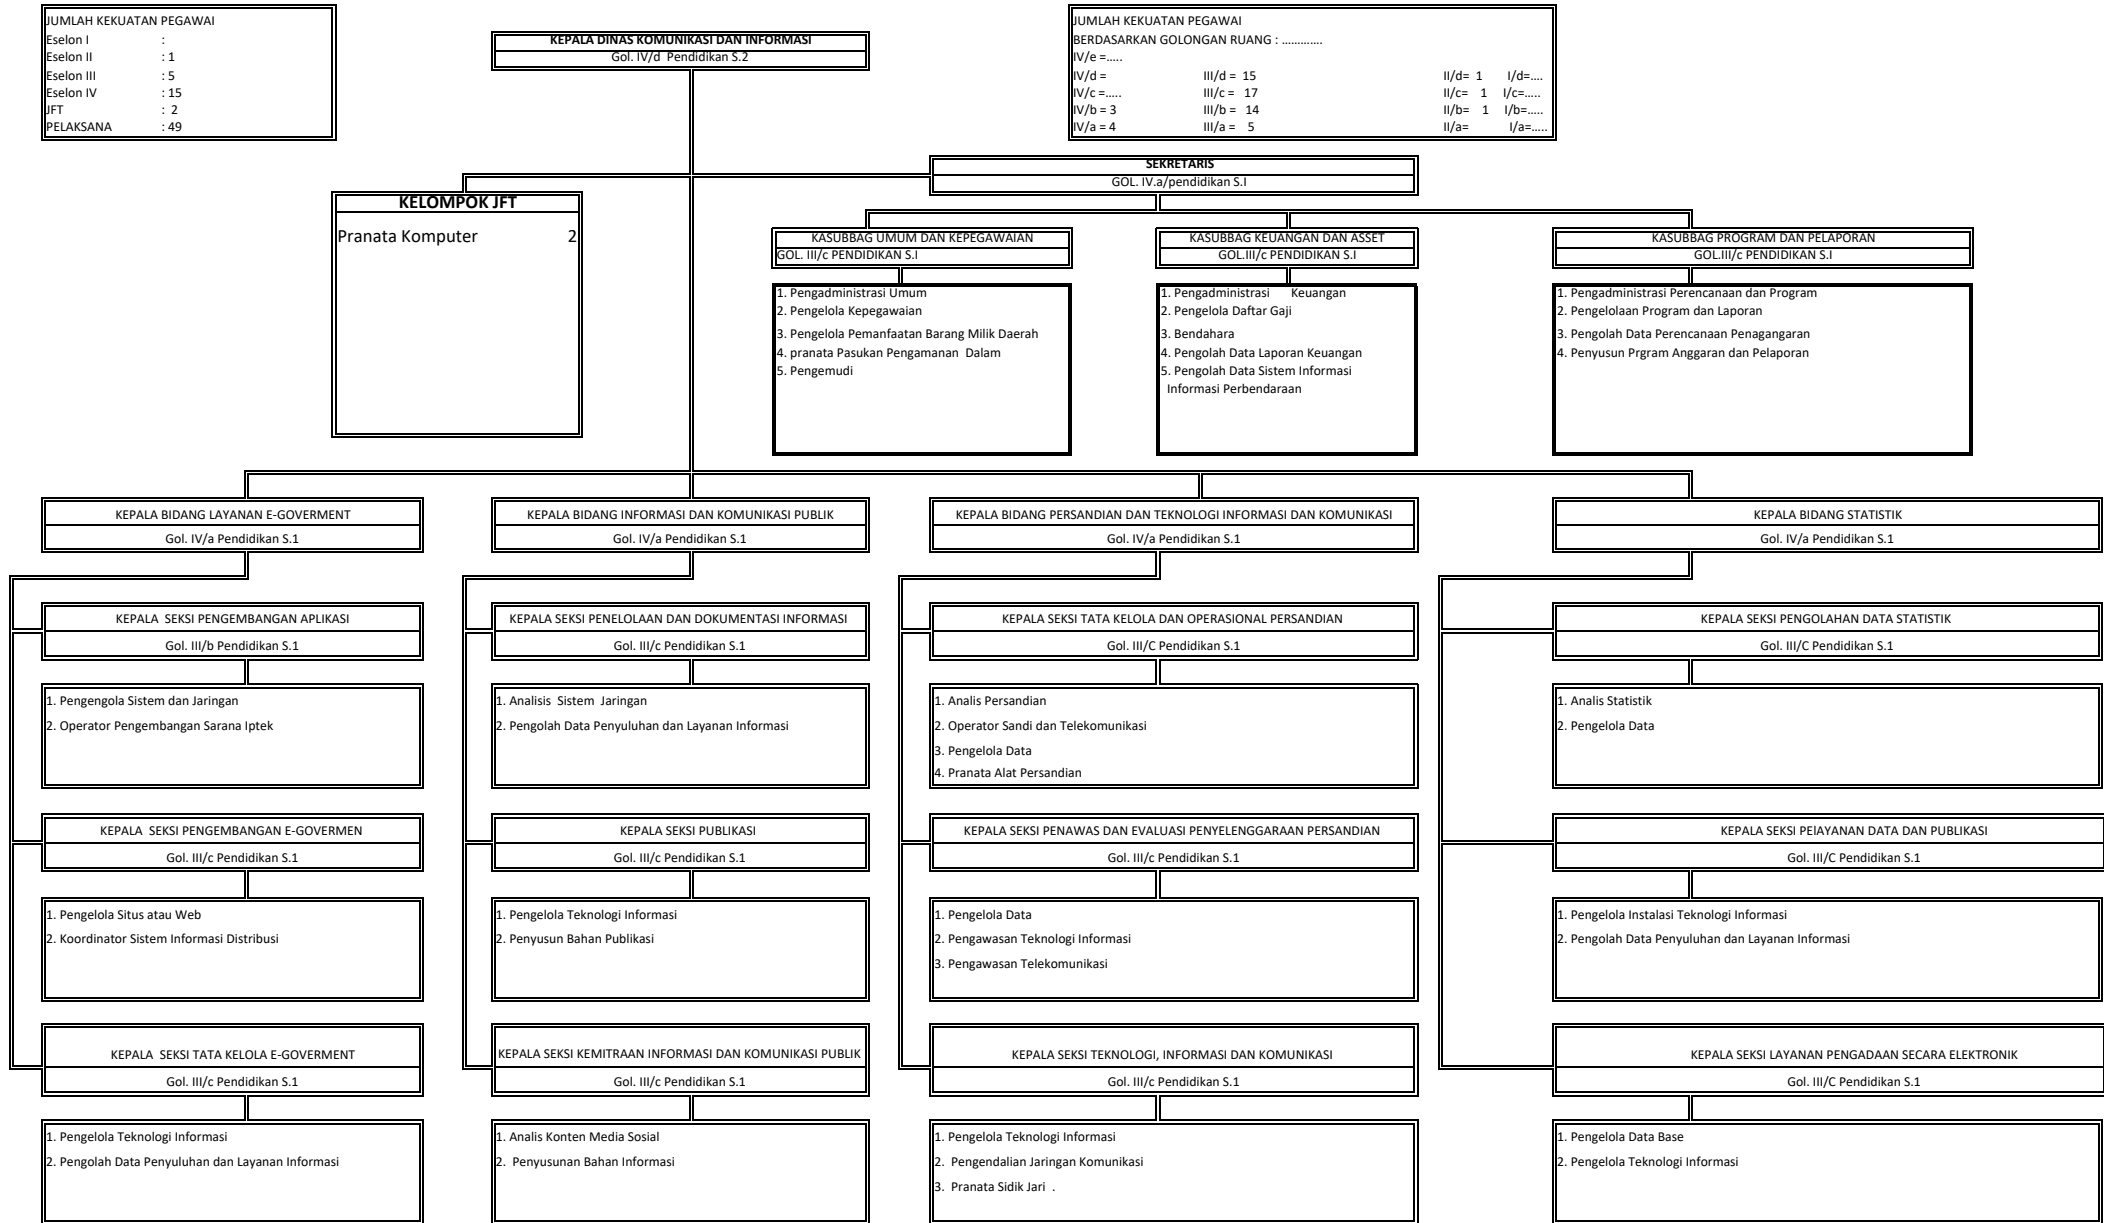 JUMLAH KEKUATAN PEGAWAI
Eselon I :
Eselon II : 1
Eselon III : 5
Eselon IV : 15
JFT : 2
PELAKSANA : 49
KEPALA DINAS KOMUNIKASI DAN INFORMASI
Gol. IV/d Pendidikan S.2
JUMLAH KEKUATAN PEGAWAI
BERDASARKAN GOLONGAN RUANG : ………….
IV/e =…..
IV/d = III/d = 15 II/d= 1 I/d=….
IV/c =….. III/c = 17 II/c= 1 I/c=…..
IV/b = 3 III/b = 14 II/b= 1 I/b=…..
IV/a = 4 III/a = 5 II/a= I/a=…..
SEKRETARIS
GOL. IV.a/pendidikan S.I
KELOMPOK JFT
Pranata Komputer 2
KASUBBAG UMUM DAN KEPEGAWAIAN
GOL. III/c PENDIDIKAN S.I
1. Pengadministrasi Umum
2. Pengelola Kepegawaian
3. Pengelola Pemanfaatan Barang Milik Daerah
4. pranata Pasukan Pengamanan Dalam
5. Pengemudi
KASUBBAG KEUANGAN DAN ASSET
GOL.III/c PENDIDIKAN S.I
1. Pengadministrasi Keuangan
2. Pengelola Daftar Gaji
3. Bendahara
4. Pengolah Data Laporan Keuangan
5. Pengolah Data Sistem Informasi
Informasi Perbendaraan
KASUBBAG PROGRAM DAN PELAPORAN
GOL.III/c PENDIDIKAN S.I
1. Pengadministrasi Perencanaan dan Program
2. Pengelolaan Program dan Laporan
3. Pengolah Data Perencanaan Penagangaran
4. Penyusun Prgram Anggaran dan Pelaporan
KEPALA BIDANG LAYANAN E-GOVERMENT
Gol. IV/a Pendidikan S.1
KEPALA SEKSI PENGEMBANGAN APLIKASI
Gol. III/b Pendidikan S.1
1. Pengengola Sistem dan Jaringan
2. Operator Pengembangan Sarana Iptek
KEPALA SEKSI PENGEMBANGAN E-GOVERMEN
Gol. III/c Pendidikan S.1
1. Pengelola Situs atau Web
2. Koordinator Sistem Informasi Distribusi
KEPALA SEKSI TATA KELOLA E-GOVERMENT
Gol. III/c Pendidikan S.1
1. Pengelola Teknologi Informasi
2. Pengolah Data Penyuluhan dan Layanan Informasi
KEPALA BIDANG INFORMASI DAN KOMUNIKASI PUBLIK
Gol. IV/a Pendidikan S.1
KEPALA SEKSI PENELOLAAN DAN DOKUMENTASI INFORMASI
Gol. III/c Pendidikan S.1
1. Analisis Sistem Jaringan
2. Pengolah Data Penyuluhan dan Layanan Informasi
KEPALA SEKSI PUBLIKASI
Gol. III/c Pendidikan S.1
1. Pengelola Teknologi Informasi
2. Penyusun Bahan Publikasi
KEPALA SEKSI KEMITRAAN INFORMASI DAN KOMUNIKASI PUBLIK
Gol. III/c Pendidikan S.1
1. Analis Konten Media Sosial
2. Penyusunan Bahan Informasi
KEPALA BIDANG PERSANDIAN DAN TEKNOLOGI INFORMASI DAN KOMUNIKASI
Gol. IV/a Pendidikan S.1
KEPALA SEKSI TATA KELOLA DAN OPERASIONAL PERSANDIAN
Gol. III/C Pendidikan S.1
1. Analis Persandian
2. Operator Sandi dan Telekomunikasi
3. Pengelola Data
4. Pranata Alat Persandian
KEPALA SEKSI PENAWAS DAN EVALUASI PENYELENGGARAAN PERSANDIAN
Gol. III/c Pendidikan S.1
1. Pengelola Data
2. Pengawasan Teknologi Informasi
3. Pengawasan Telekomunikasi
KEPALA SEKSI TEKNOLOGI, INFORMASI DAN KOMUNIKASI
Gol. III/c Pendidikan S.1
1. Pengelola Teknologi Informasi
2. Pengendalian Jaringan Komunikasi
3. Pranata Sidik Jari .
KEPALA BIDANG STATISTIK
Gol. IV/a Pendidikan S.1
KEPALA SEKSI PENGOLAHAN DATA STATISTIK
Gol. III/C Pendidikan S.1
1. Analis Statistik
2. Pengelola Data
KEPALA SEKSI PElAYANAN DATA DAN PUBLIKASI
Gol. III/C Pendidikan S.1
1. Pengelola Instalasi Teknologi Informasi
2. Pengolah Data Penyuluhan dan Layanan Informasi
KEPALA SEKSI LAYANAN PENGADAAN SECARA ELEKTRONIK
Gol. III/C Pendidikan S.1
1. Pengelola Data Base
2. Pengelola Teknologi Informasi